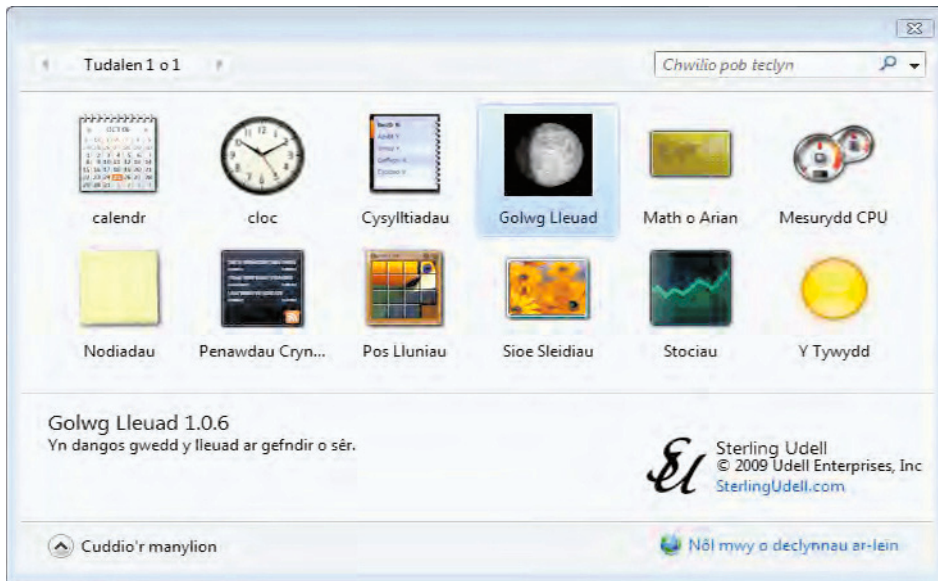 Tudalen 1 o 1
Chwilio pob teclyn
calendr
cloc
Cysylltiadau
Golwg Lleuad
Math o Arian
Mesurydd CPU
Nodiadau
Penawdau Cryn...
Pos Lluniau
Sioe Sleidiau
Stociau
Y Tywydd
Golwg Lleuad 1.0.6
Yn dangos gwedd y lleuad ar gefndir o sêr.
SU
Sterling Udell
© 2009 Udell Enterprises, Inc
SterlingUdell.com
Cuddio'r manylion
Nôl mwy o declynnau ar-lein